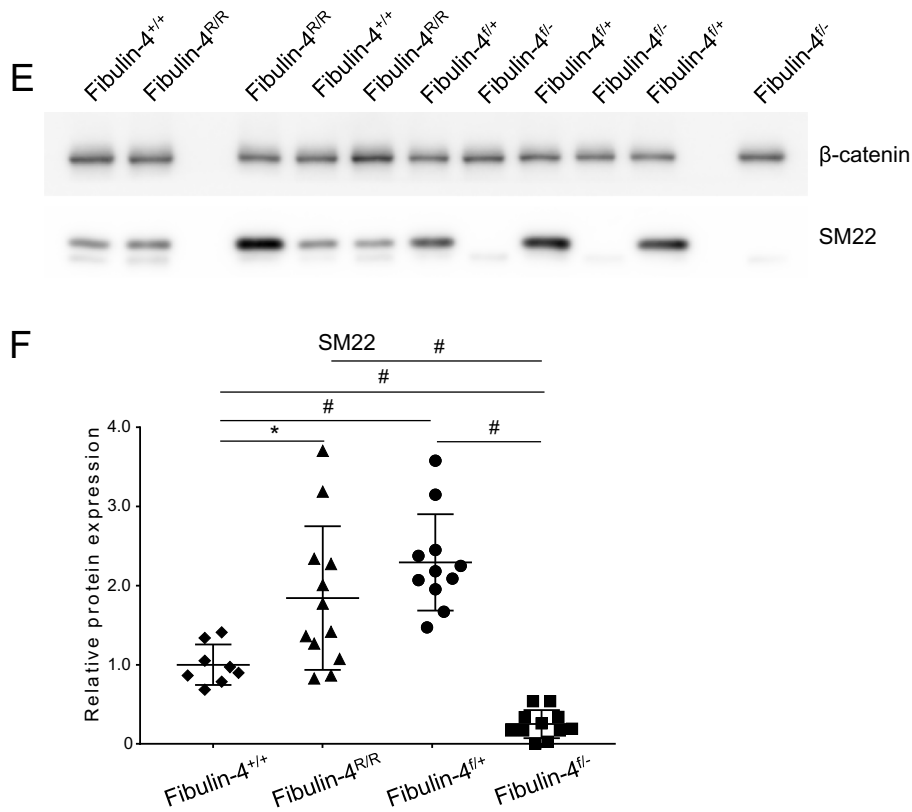 E
Fibulin-4+/+
Fibulin-4R/R
Fibulin-4R/R
Fibulin-4+/+
Fibulin-4R/R
Fibulin-4f/+
Fibulin-4f/-
Fibulin-4f/+
Fibulin-4f/-
Fibulin-4f/+
Fibulin-4f/-
β-catenin
SM22
F
SM22
#
#
#
*
#
Relative protein expression
4.0
3.0
2.0
1.0
0
Fibulin-4+/+
Fibulin-4R/R
Fibulin-4f/+
Fibulin-4f/-